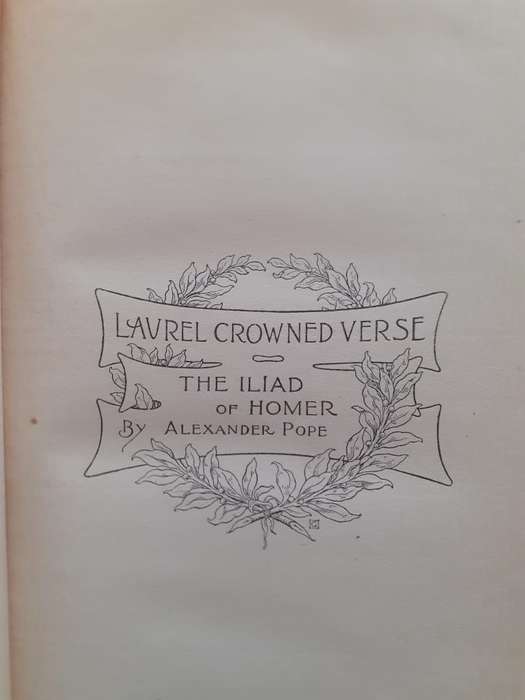 LAUREL CROWNED VERSE
THE ILIAD
OF HOMER
BY ALEXANDER POPE